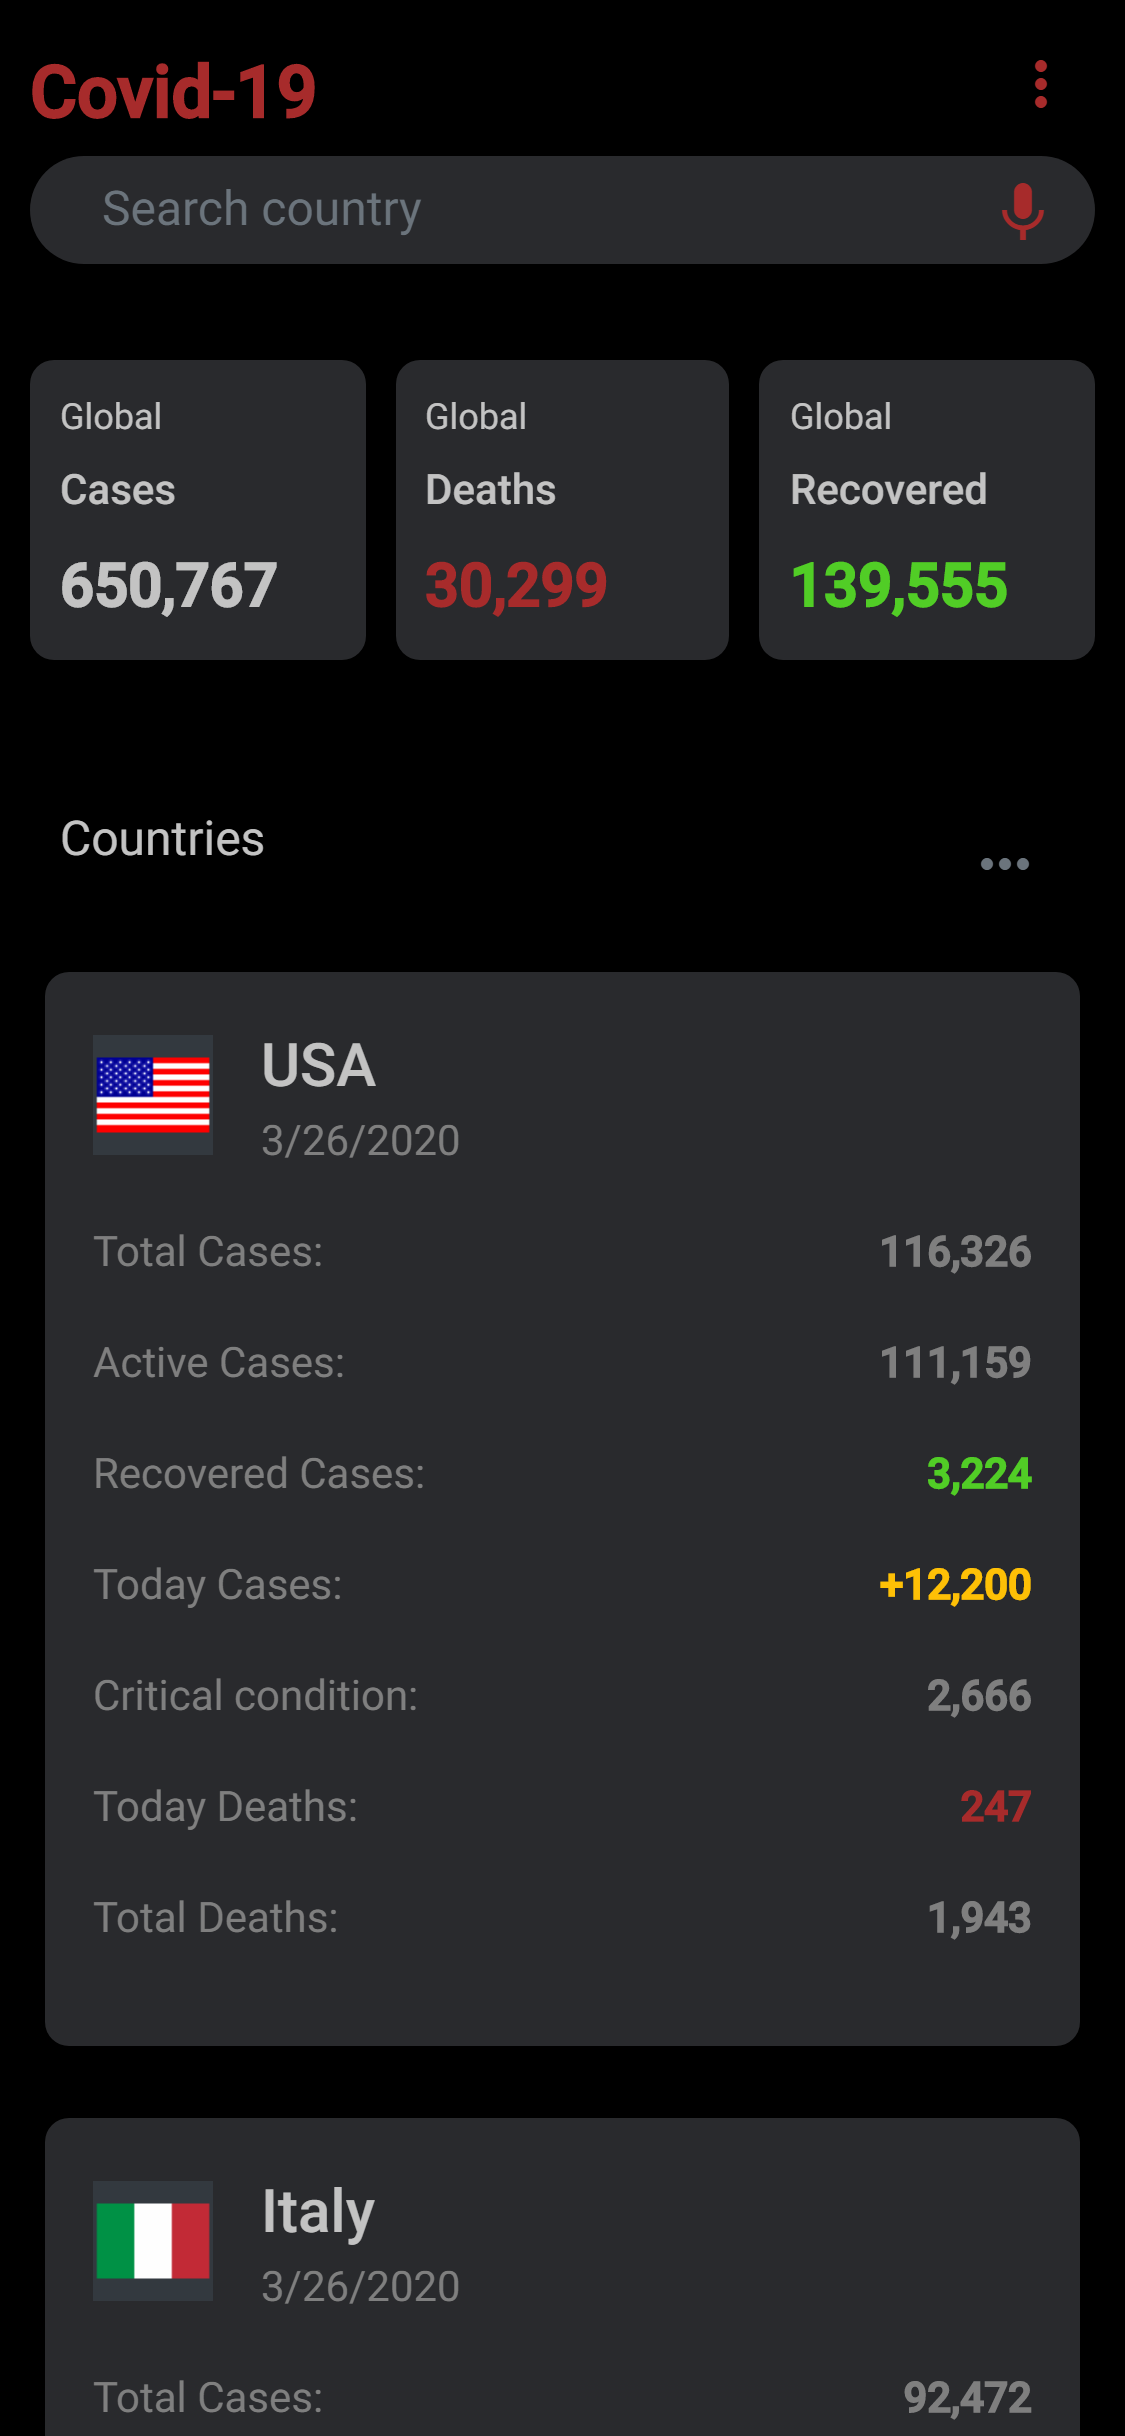 Covid-19
Search country
Global
Cases
650,767
Global
Deaths
30,299
Global
Recovered
139,555
Countries
USA
3/26/2020
Total Cases: 116,326
Active Cases: 111,159
Recovered Cases: 3,224
Today Cases: +12,200
Critical condition: 2,666
Today Deaths: 247
Total Deaths: 1,943
Italy
3/26/2020
Total Cases: 92,472